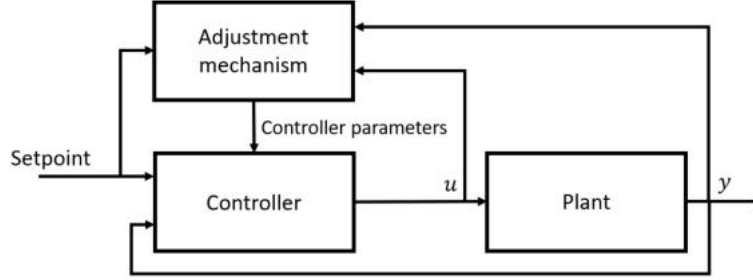 Adjustment
mechanism
Controller parameters
Setpoint
Controller
u
Plant
y